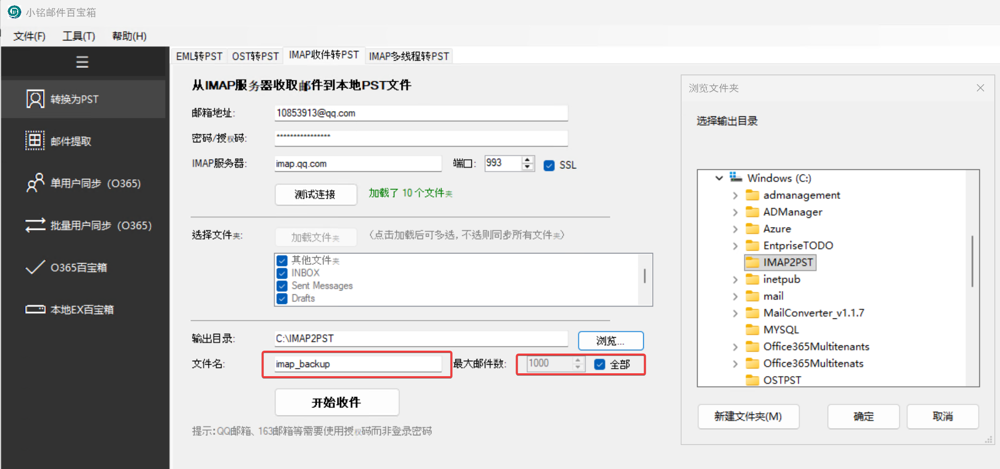 小铭邮件百宝箱
文件(F) 工具(T) 帮助(H)
转换为PST
邮件提取
单用户同步（O365)
批量用户同步（O365)
O365百宝箱
本地EX百宝箱
EML转PST OST转PST IMAP收件转PST IMAP多线程转PST
从IMAP服务器收取邮件到本地PST文件
邮箱地址: 10853913@qq.com
密码/授权码: ****************
IMAP服务器: imap.qq.com 端口: 993 SSL
测试连接 加载了 10 个文件夹
选择文件夹: 加载文件夹 （点击加载后可多选, 不选则同步所有文件夹）
其他文件夹
INBOX
Sent Messages
Drafts
输出目录: C:\IMAP2PST 浏览...
文件名: imap_backup 最大邮件数: 1000 全部
开始收件
提示: QQ邮箱、163邮箱等需要使用授权码而非登录密码
浏览文件夹
选择输出目录
Windows (C:)
admanagement
ADManager
Azure
EntpriseTODO
IMAP2PST
inetpub
mail
MailConverter_v1.1.7
MYSQL
Office365Multitenants
Office365Multitenats
OSTPST
新建文件夹(M) 确定 取消